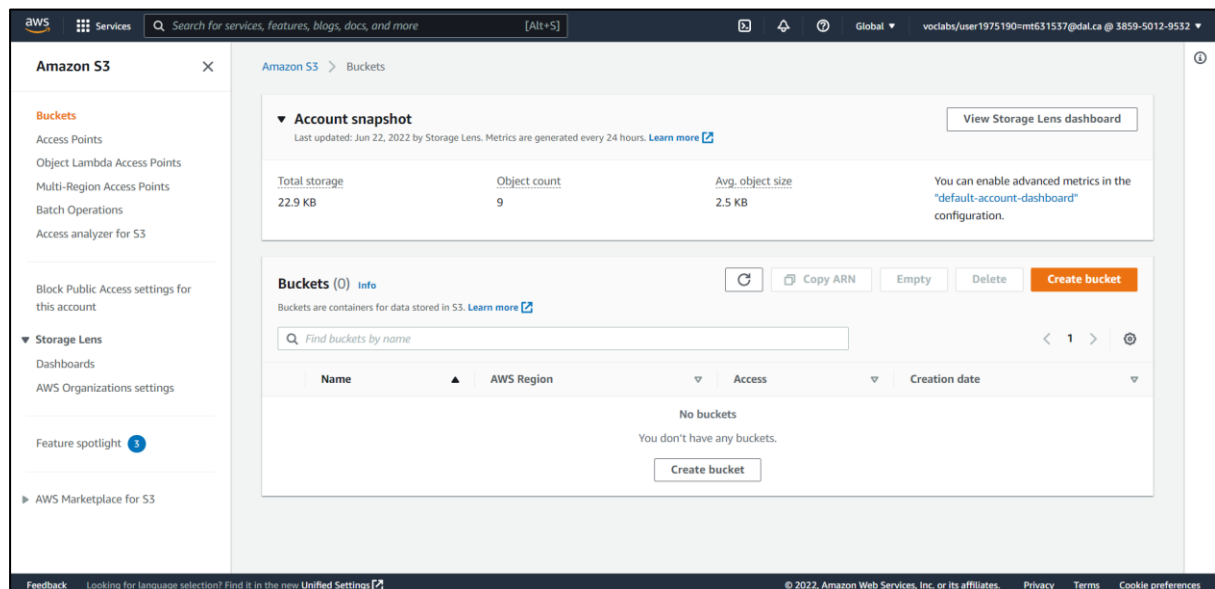 aws
Services
Search for services, features, blogs, docs, and more
[Alt+S]
Global
voclabs/user1975190=mt631537@dal.ca @ 3859-5012-9532
Amazon S3
Buckets
Access Points
Object Lambda Access Points
Multi-Region Access Points
Batch Operations
Access analyzer for S3
Block Public Access settings for
this account
Storage Lens
Dashboards
AWS Organizations settings
Feature spotlight 3
AWS Marketplace for S3
Amazon S3 > Buckets
Account snapshot
Last updated: Jun 22, 2022 by Storage Lens. Metrics are generated every 24 hours. Learn more
View Storage Lens dashboard
Total storage
22.9 KB
Object count
9
Avg. object size
2.5 KB
You can enable advanced metrics in the
"default-account-dashboard"
configuration.
Buckets (0) Info
Buckets are containers for data stored in S3. Learn more
Copy ARN
Empty
Delete
Create bucket
Find buckets by name
1
Name
AWS Region
Access
Creation date
No buckets
You don't have any buckets.
Create bucket
Feedback
Looking for language selection? Find it in the new Unified Settings
© 2022, Amazon Web Services, Inc. or its affiliates.
Privacy
Terms
Cookie preferences